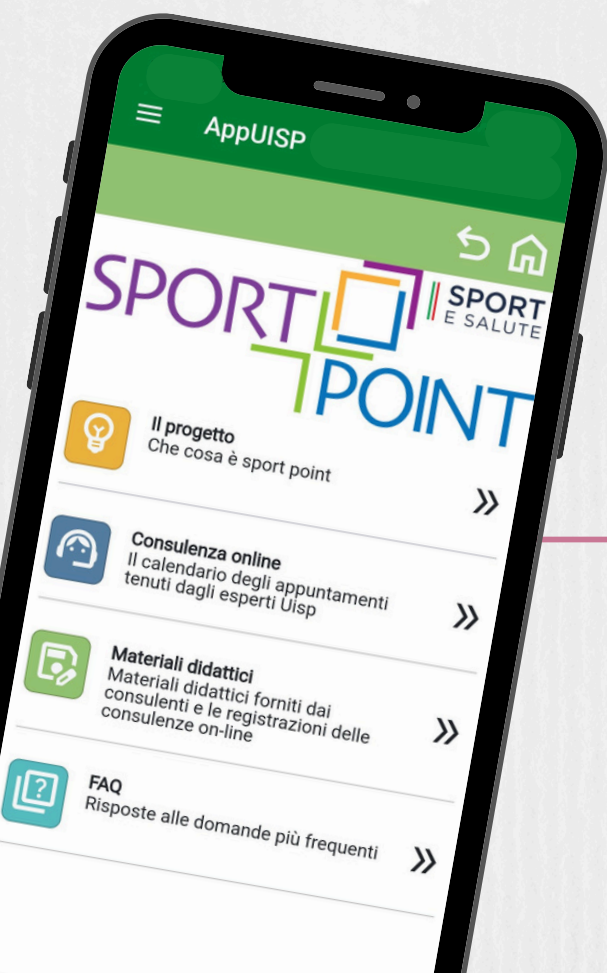 AppUISP
SPORT
POINT
SPORT
E SALUTE
Il progetto
Che cosa è sport point
Consulenza online
Il calendario degli appuntamenti
tenuti dagli esperti Uisp
Materiali didattici
Materiali didattici forniti dai
consulenti e le registrazioni delle
consulenze on-line
FAQ
Risposte alle domande più frequenti